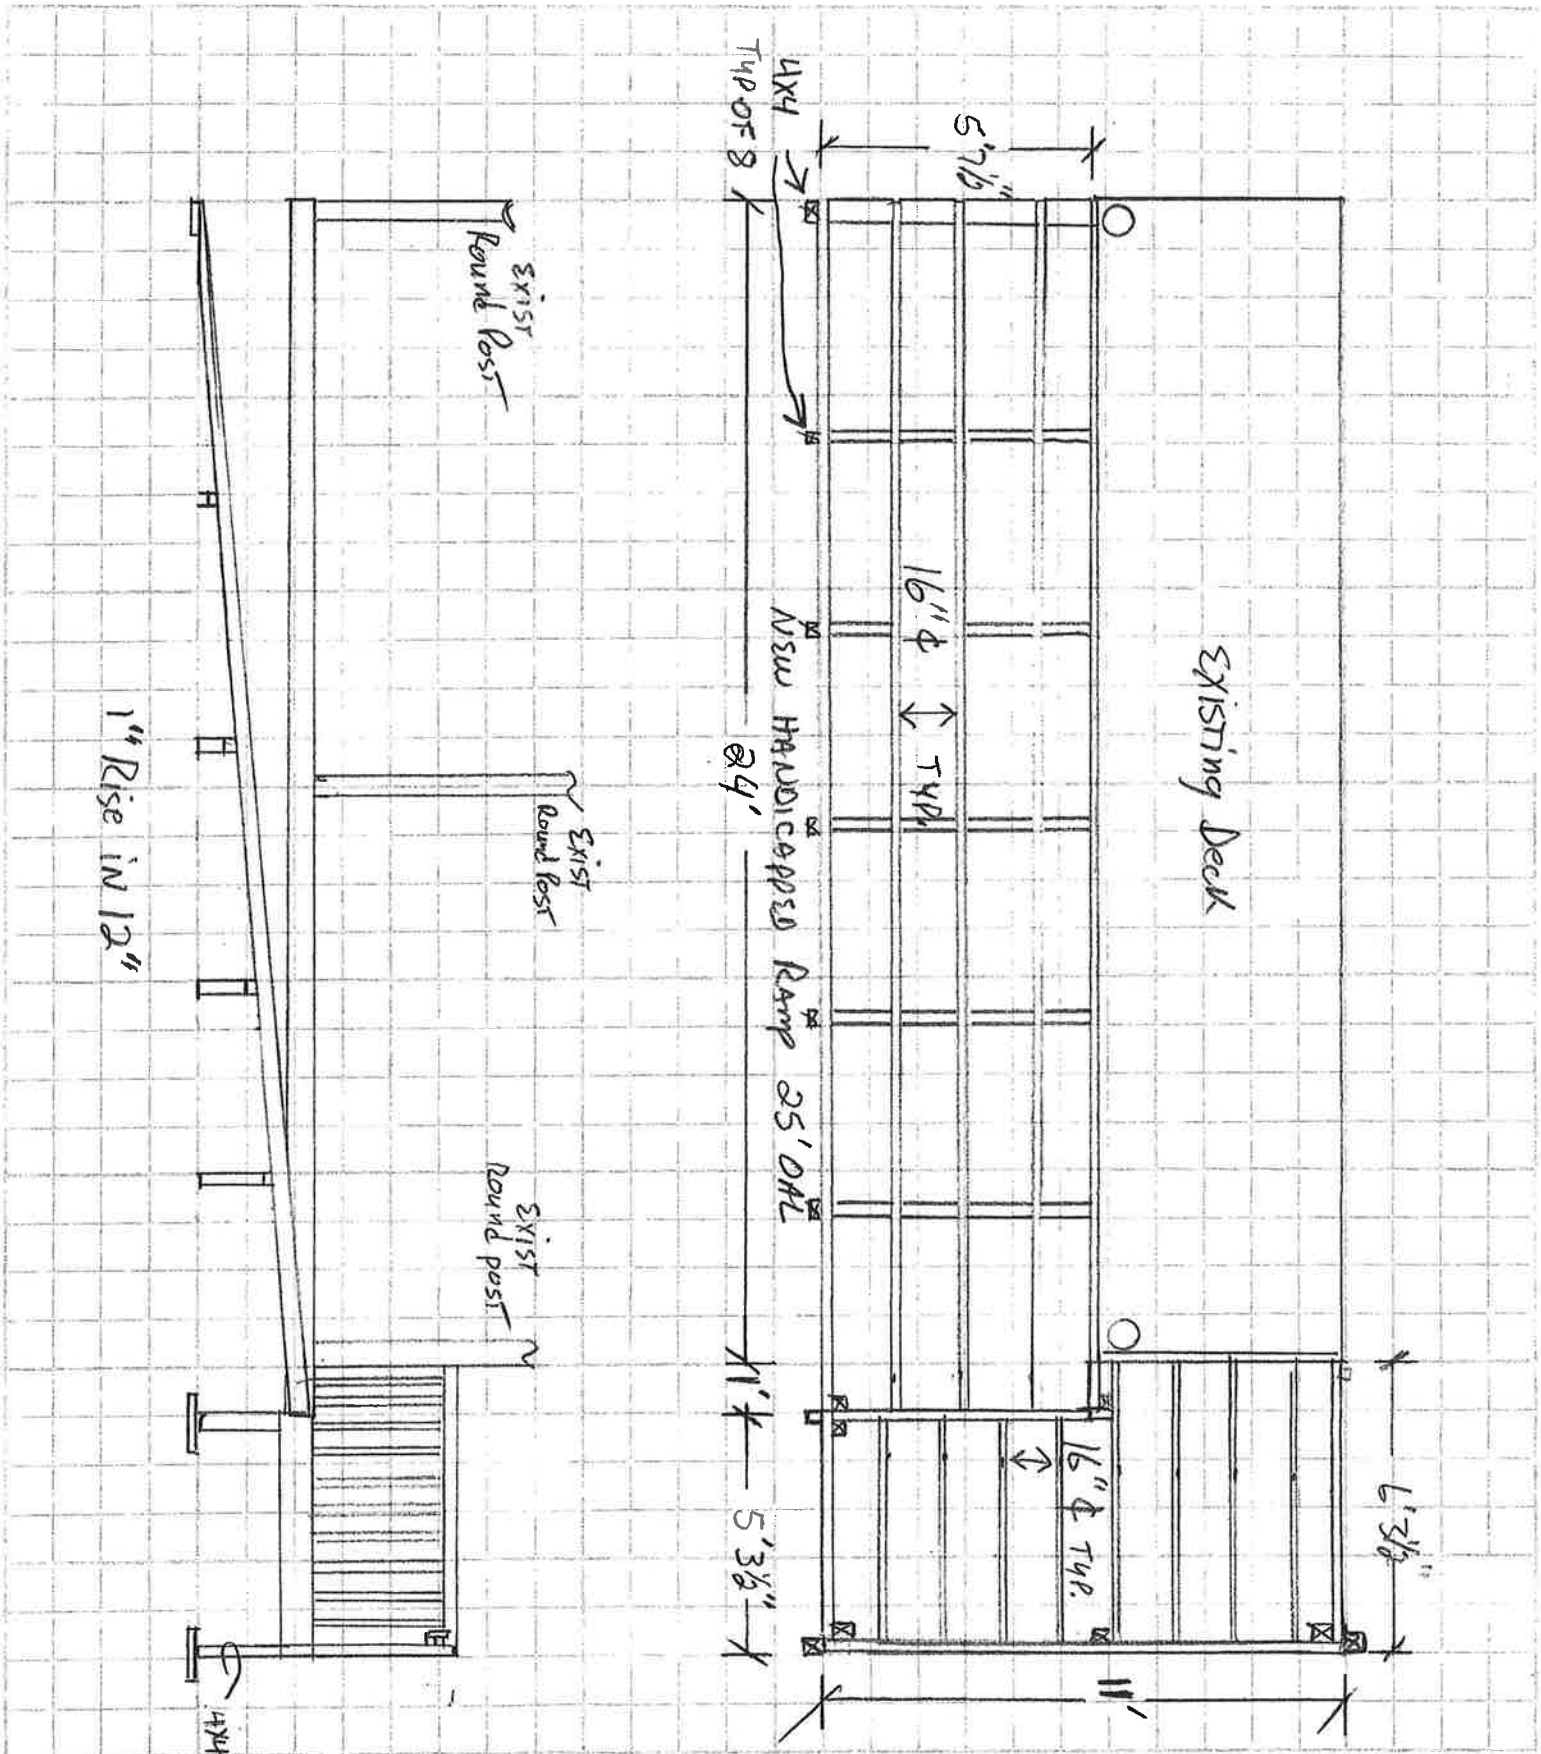 Existing Deck
6' 3½"
11'
5' 7½"
16" ₵ TYP.
16" ₵ TYP.
4x4
TYP. OF 8
NEW HANDICAPPED RAMP 25' OAL
24'
1'
5' 3½"
EXIST
Round Post
EXIST
Round Post
EXIST
Round post
4x4
1" Rise in 12"